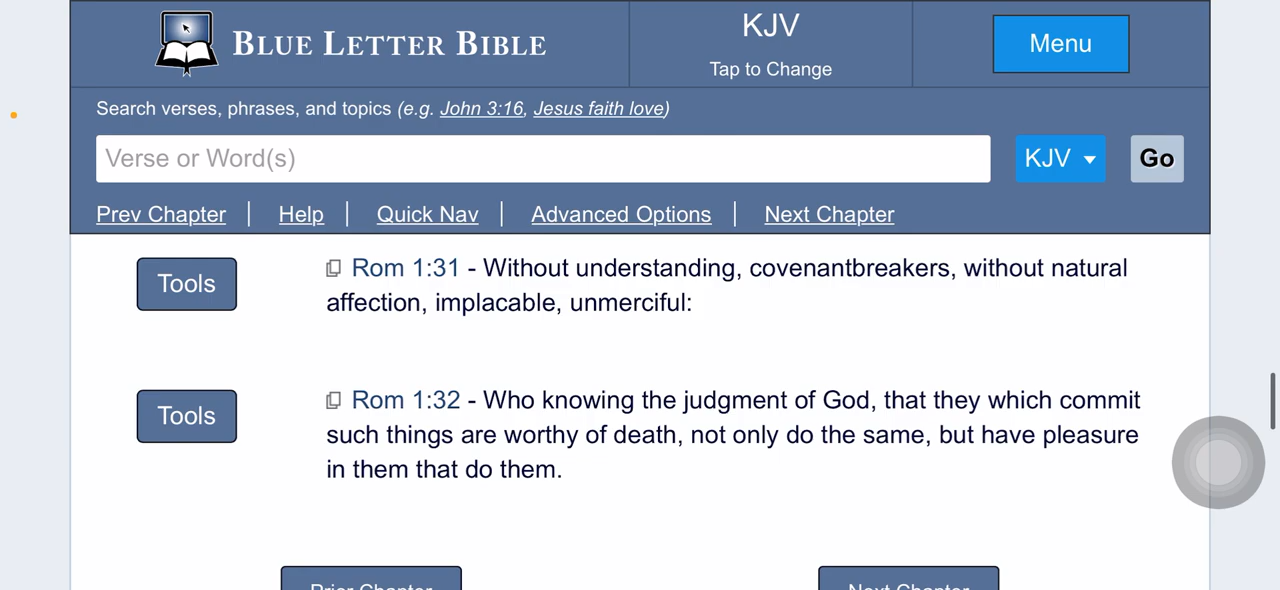 BLUE LETTER BIBLE
KJV
Tap to Change
Menu
Search verses, phrases, and topics (e.g. John 3:16, Jesus faith love)
Verse or Word(s)
KJV
Go
Prev Chapter | Help | Quick Nav | Advanced Options | Next Chapter
Tools
Rom 1:31 - Without understanding, covenantbreakers, without natural
affection, implacable, unmerciful:
Tools
Rom 1:32 - Who knowing the judgment of God, that they which commit
such things are worthy of death, not only do the same, but have pleasure
in them that do them.
Prior Chapter
Next Chapter